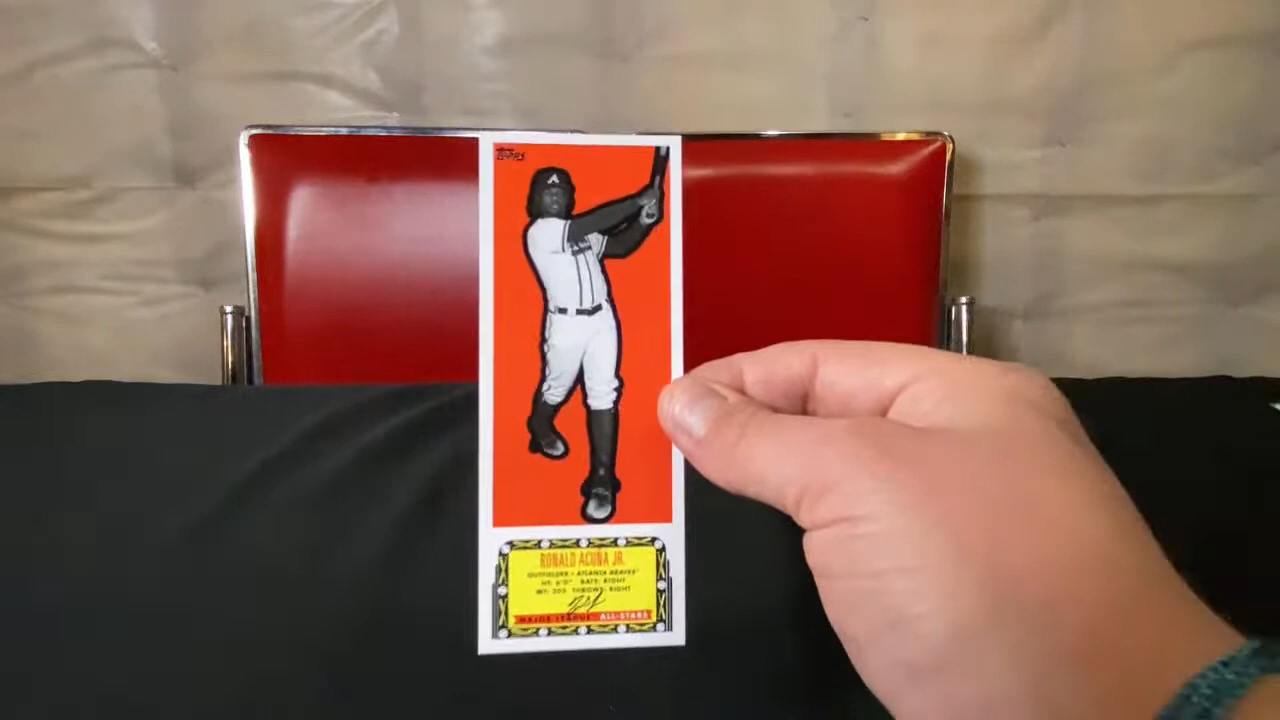 TOPPS
A
RONALD ACUÑA JR.
OUTFIELDER • ATLANTA BRAVES™
HT: 6'0" BATS: RIGHT
WT: 205 THROWS: RIGHT
MAJOR LEAGUE ALL-STARS